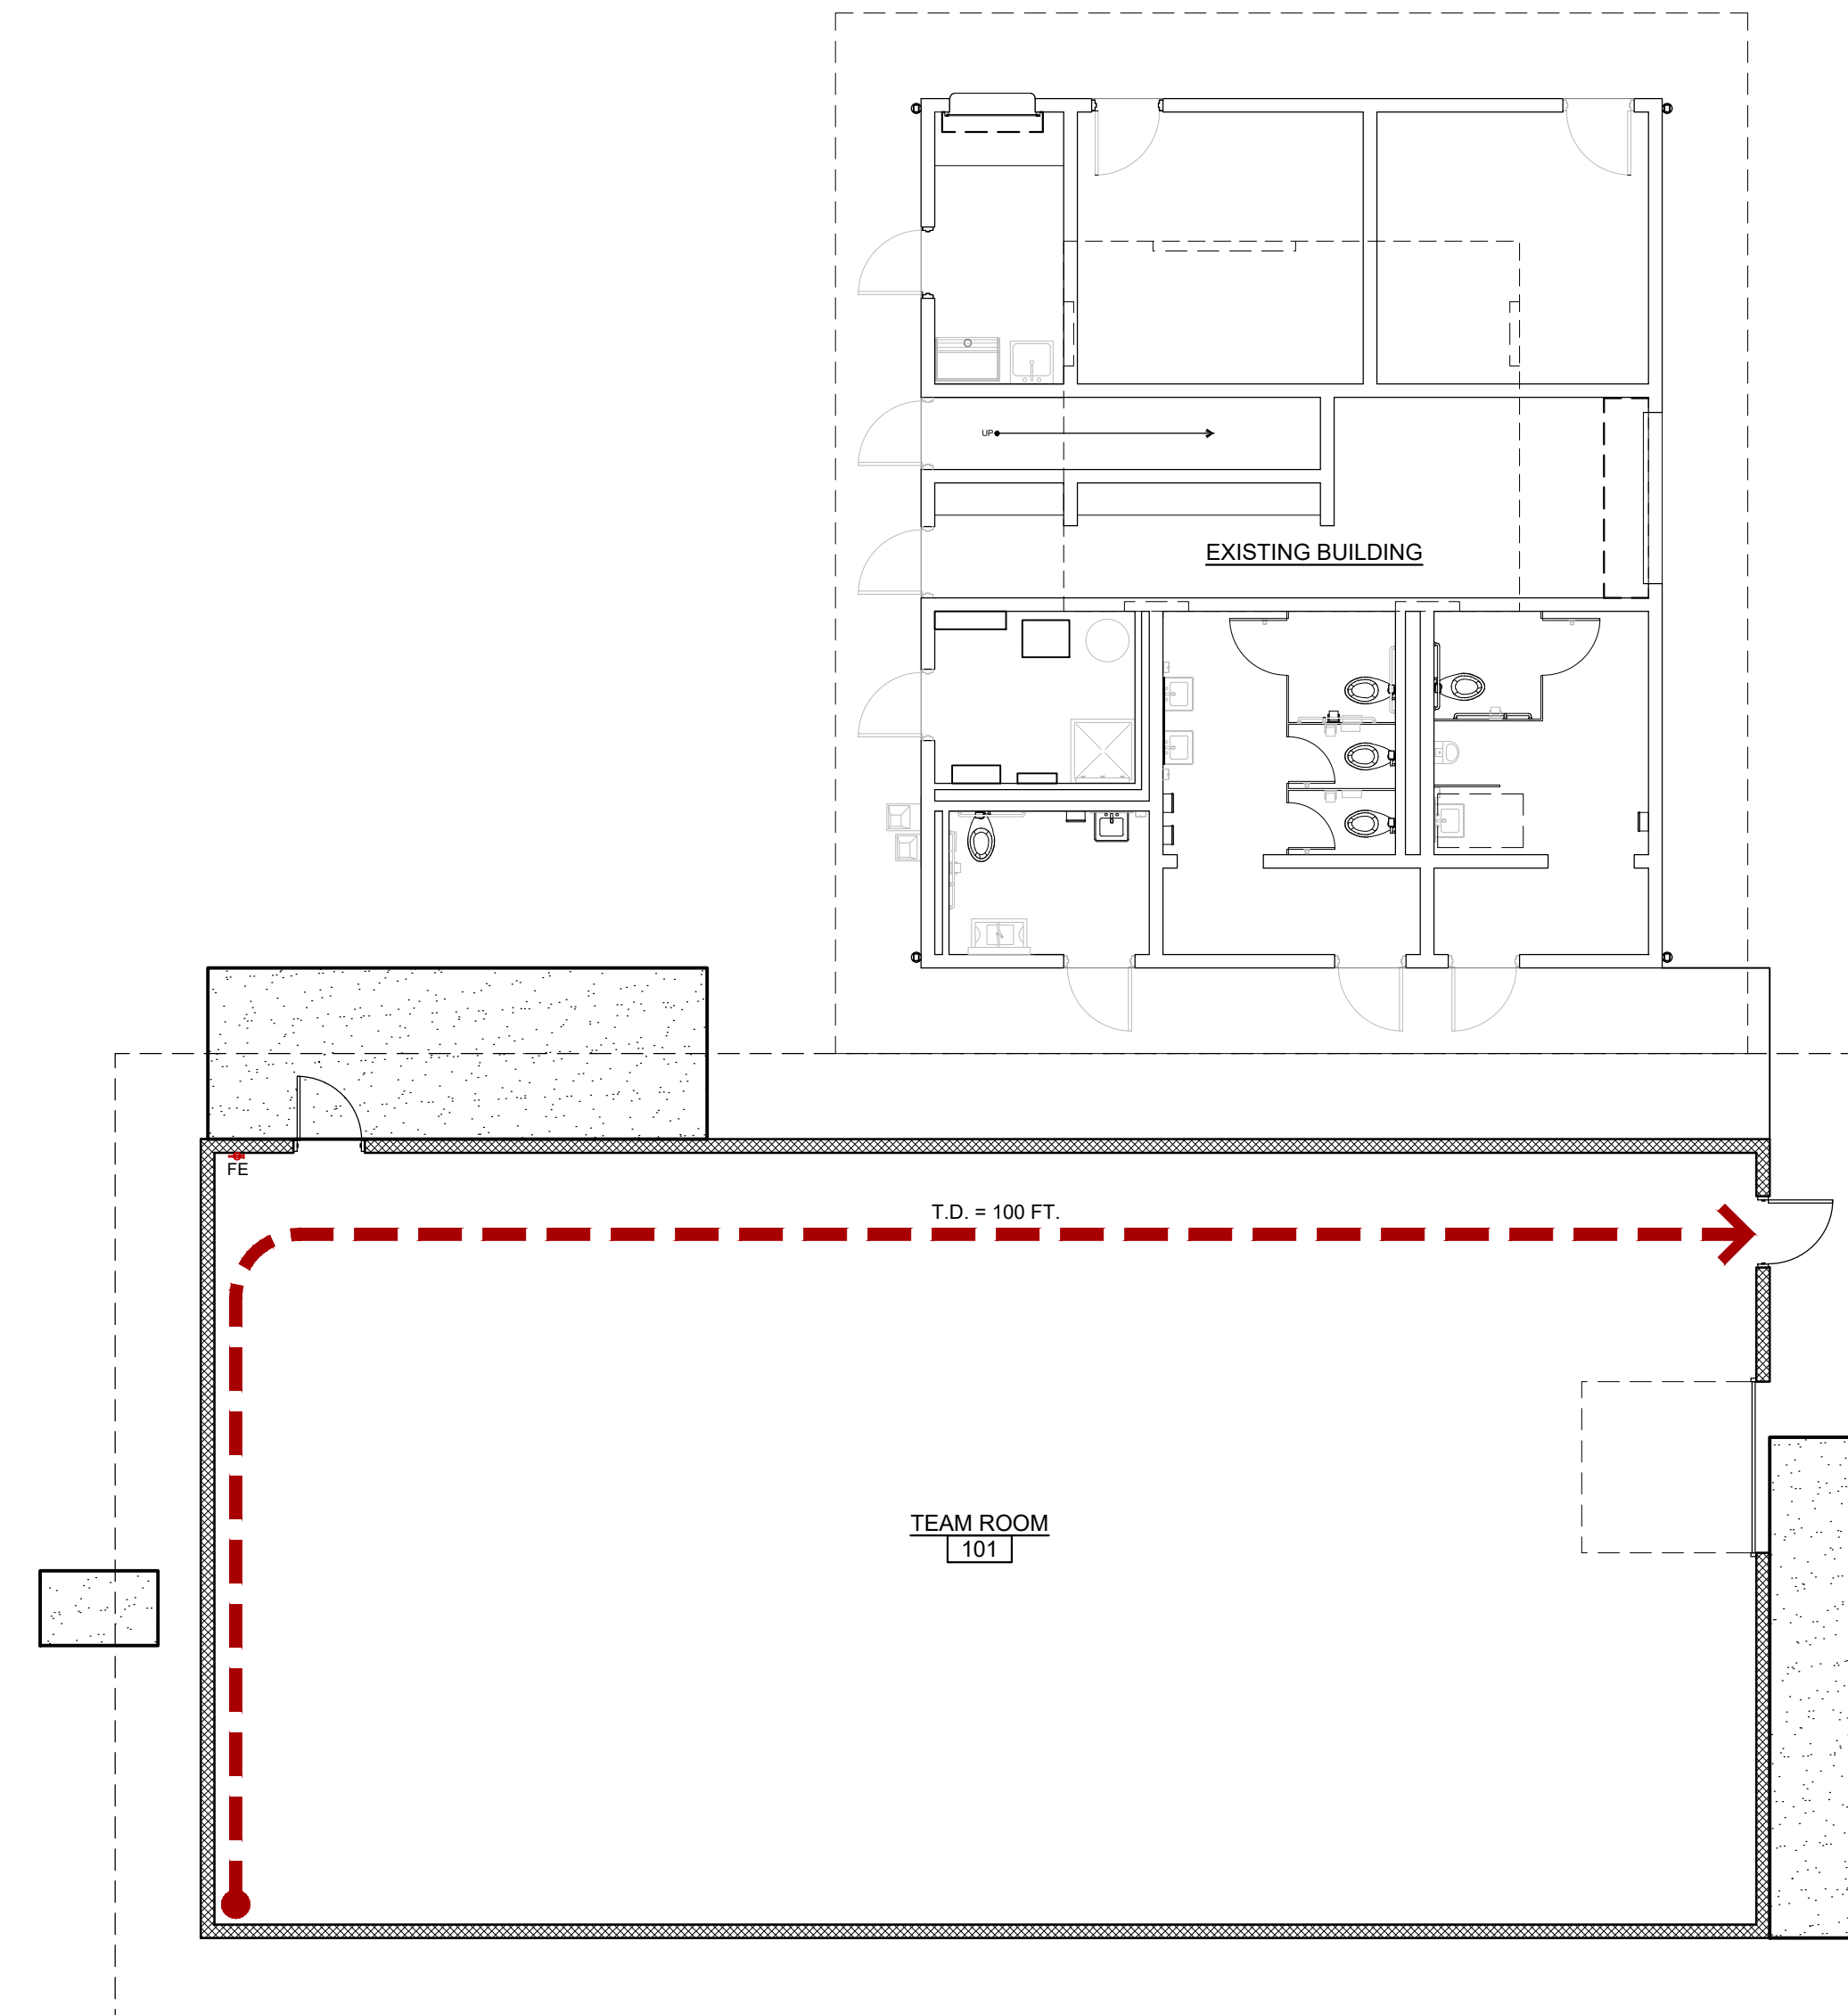 UP
EXISTING BUILDING
FE
T.D. = 100 FT.
TEAM ROOM
101